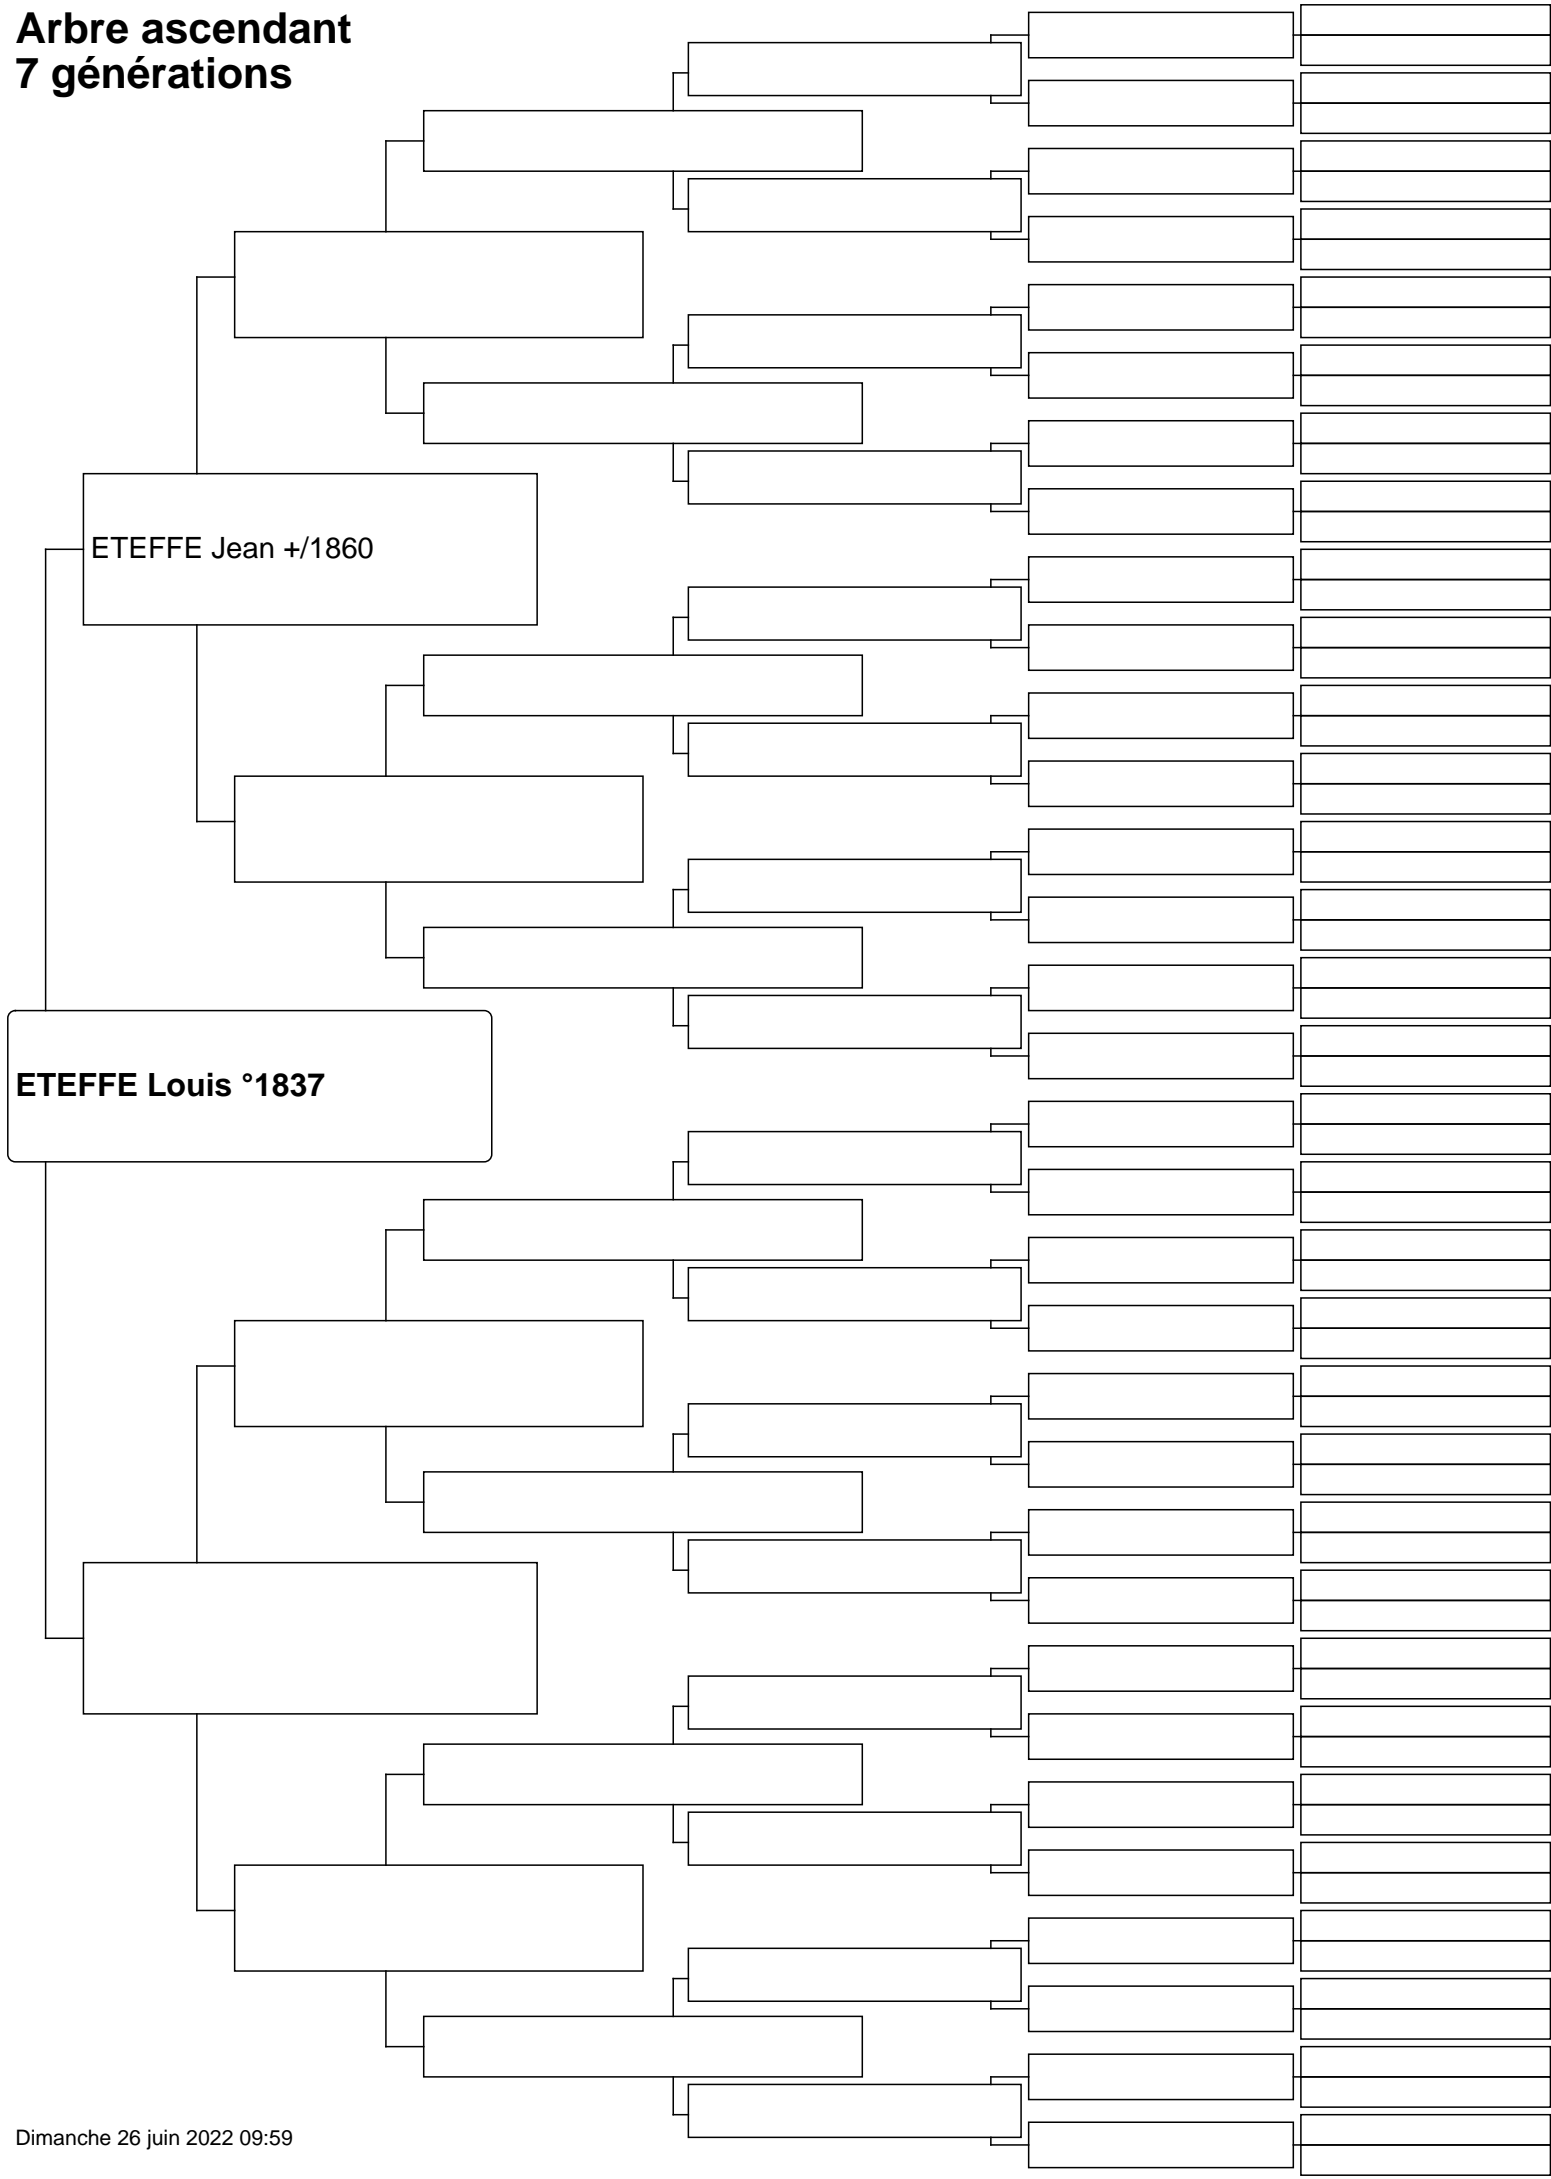 Arbre ascendant
7 générations
ETEFFE Jean +/1860
ETEFFE Louis °1837
Dimanche 26 juin 2022 09:59